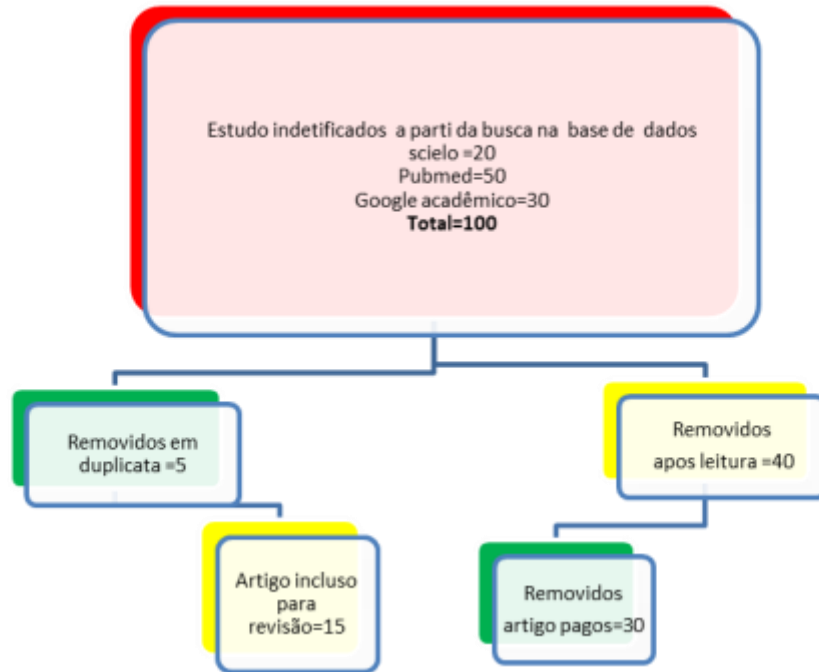 Estudo indetificados a parti da busca na base de dados
scielo =20
Pubmed=50
Google acadêmico=30
Total=100
Removidos em
duplicata =5
Removidos
apos leitura =40
Artigo incluso
para
revisão=15
Removidos
artigo pagos=30